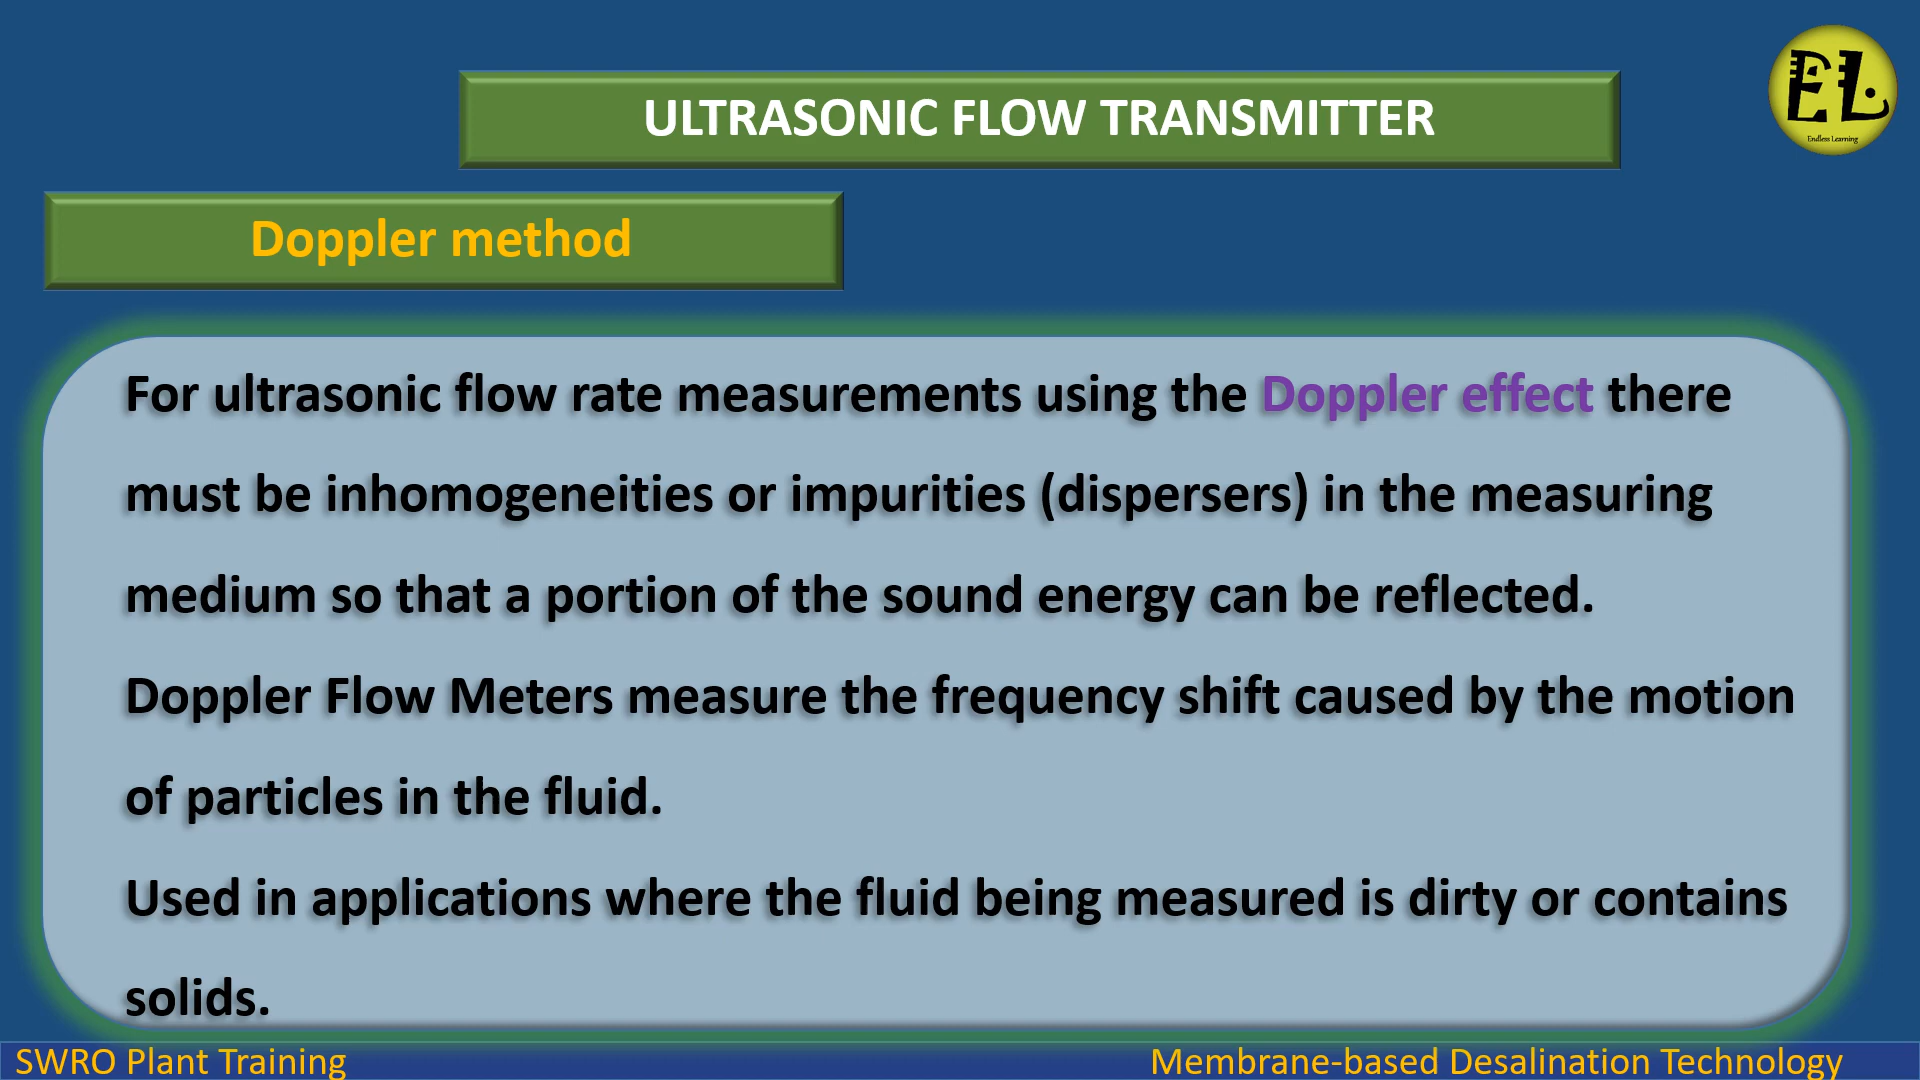 ULTRASONIC FLOW TRANSMITTER
EL
Endless Learning
Doppler method
For ultrasonic flow rate measurements using the Doppler effect there
must be inhomogeneities or impurities (dispersers) in the measuring
medium so that a portion of the sound energy can be reflected.
Doppler Flow Meters measure the frequency shift caused by the motion
of particles in the fluid.
Used in applications where the fluid being measured is dirty or contains
solids.
SWRO Plant Training
Membrane-based Desalination Technology